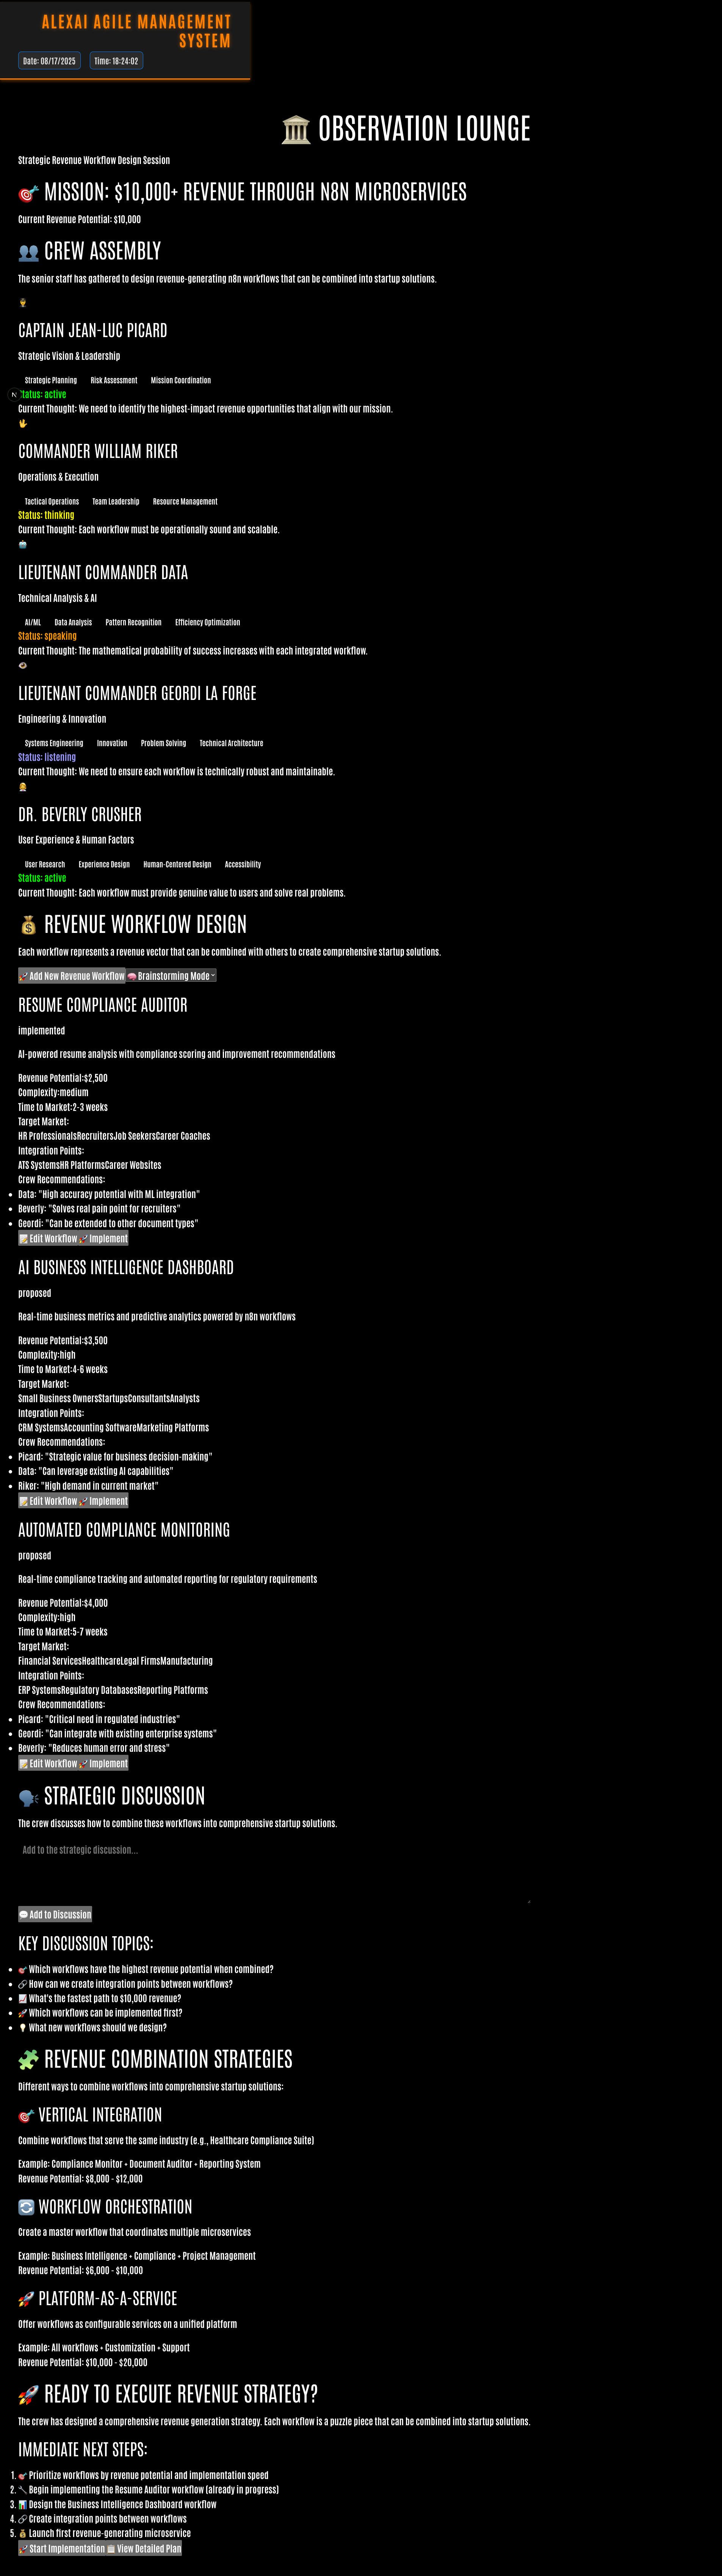 ALEXAI AGILE MANAGEMENT
SYSTEM
Date: 08/17/2025 Time: 18:24:02
🏛️ OBSERVATION LOUNGE
Strategic Revenue Workflow Design Session
🎯 MISSION: $10,000+ REVENUE THROUGH N8N MICROSERVICES
Current Revenue Potential: $10,000
👥 CREW ASSEMBLY
The senior staff has gathered to design revenue-generating n8n workflows that can be combined into startup solutions.
CAPTAIN JEAN-LUC PICARD
Strategic Vision & Leadership
Strategic Planning Risk Assessment Mission Coordination
N
Status: active
Current Thought: We need to identify the highest-impact revenue opportunities that align with our mission.
🖖
COMMANDER WILLIAM RIKER
Operations & Execution
Tactical Operations Team Leadership Resource Management
Status: thinking
Current Thought: Each workflow must be operationally sound and scalable.
🤖
LIEUTENANT COMMANDER DATA
Technical Analysis & AI
AI/ML Data Analysis Pattern Recognition Efficiency Optimization
Status: speaking
Current Thought: The mathematical probability of success increases with each integrated workflow.
👁️
LIEUTENANT COMMANDER GEORDI LA FORGE
Engineering & Innovation
Systems Engineering Innovation Problem Solving Technical Architecture
Status: listening
Current Thought: We need to ensure each workflow is technically robust and maintainable.
👩‍⚕️
DR. BEVERLY CRUSHER
User Experience & Human Factors
User Research Experience Design Human-Centered Design Accessibility
Status: active
Current Thought: Each workflow must provide genuine value to users and solve real problems.
💰 REVENUE WORKFLOW DESIGN
Each workflow represents a revenue vector that can be combined with others to create comprehensive startup solutions.
🚀 Add New Revenue Workflow 🧠 Brainstorming Mode
RESUME COMPLIANCE AUDITOR
implemented
AI-powered resume analysis with compliance scoring and improvement recommendations
Revenue Potential:$2,500
Complexity:medium
Time to Market:2-3 weeks
Target Market:
HR ProfessionalsRecruitersJob SeekersCareer Coaches
Integration Points:
ATS SystemsHR PlatformsCareer Websites
Crew Recommendations:
• Data: "High accuracy potential with ML integration"
• Beverly: "Solves real pain point for recruiters"
• Geordi: "Can be extended to other document types"
📝 Edit Workflow 🚀 Implement
AI BUSINESS INTELLIGENCE DASHBOARD
proposed
Real-time business metrics and predictive analytics powered by n8n workflows
Revenue Potential:$3,500
Complexity:high
Time to Market:4-6 weeks
Target Market:
Small Business OwnersStartupsConsultantsAnalysts
Integration Points:
CRM SystemsAccounting SoftwareMarketing Platforms
Crew Recommendations:
• Picard: "Strategic value for business decision-making"
• Data: "Can leverage existing AI capabilities"
• Riker: "High demand in current market"
📝 Edit Workflow 🚀 Implement
AUTOMATED COMPLIANCE MONITORING
proposed
Real-time compliance tracking and automated reporting for regulatory requirements
Revenue Potential:$4,000
Complexity:high
Time to Market:5-7 weeks
Target Market:
Financial ServicesHealthcareLegal FirmsManufacturing
Integration Points:
ERP SystemsRegulatory DatabasesReporting Platforms
Crew Recommendations:
• Picard: "Critical need in regulated industries"
• Geordi: "Can integrate with existing enterprise systems"
• Beverly: "Reduces human error and stress"
📝 Edit Workflow 🚀 Implement
🗣️ STRATEGIC DISCUSSION
The crew discusses how to combine these workflows into comprehensive startup solutions.
Add to the strategic discussion...
💬 Add to Discussion
KEY DISCUSSION TOPICS:
• 🎯 Which workflows have the highest revenue potential when combined?
• 🔗 How can we create integration points between workflows?
• 📈 What's the fastest path to $10,000 revenue?
• 🚀 Which workflows can be implemented first?
• 💡 What new workflows should we design?
🧩 REVENUE COMBINATION STRATEGIES
Different ways to combine workflows into comprehensive startup solutions:
🎯 VERTICAL INTEGRATION
Combine workflows that serve the same industry (e.g., Healthcare Compliance Suite)
Example: Compliance Monitor + Document Auditor + Reporting System
Revenue Potential: $8,000 - $12,000
🔄 WORKFLOW ORCHESTRATION
Create a master workflow that coordinates multiple microservices
Example: Business Intelligence + Compliance + Project Management
Revenue Potential: $6,000 - $10,000
🚀 PLATFORM-AS-A-SERVICE
Offer workflows as configurable services on a unified platform
Example: All workflows + Customization + Support
Revenue Potential: $10,000 - $20,000
🚀 READY TO EXECUTE REVENUE STRATEGY?
The crew has designed a comprehensive revenue generation strategy. Each workflow is a puzzle piece that can be combined into startup solutions.
IMMEDIATE NEXT STEPS:
1. 🎯 Prioritize workflows by revenue potential and implementation speed
2. 🔧 Begin implementing the Resume Auditor workflow (already in progress)
3. 📊 Design the Business Intelligence Dashboard workflow
4. 🔗 Create integration points between workflows
5. 💰 Launch first revenue-generating microservice
🚀 Start Implementation 📋 View Detailed Plan